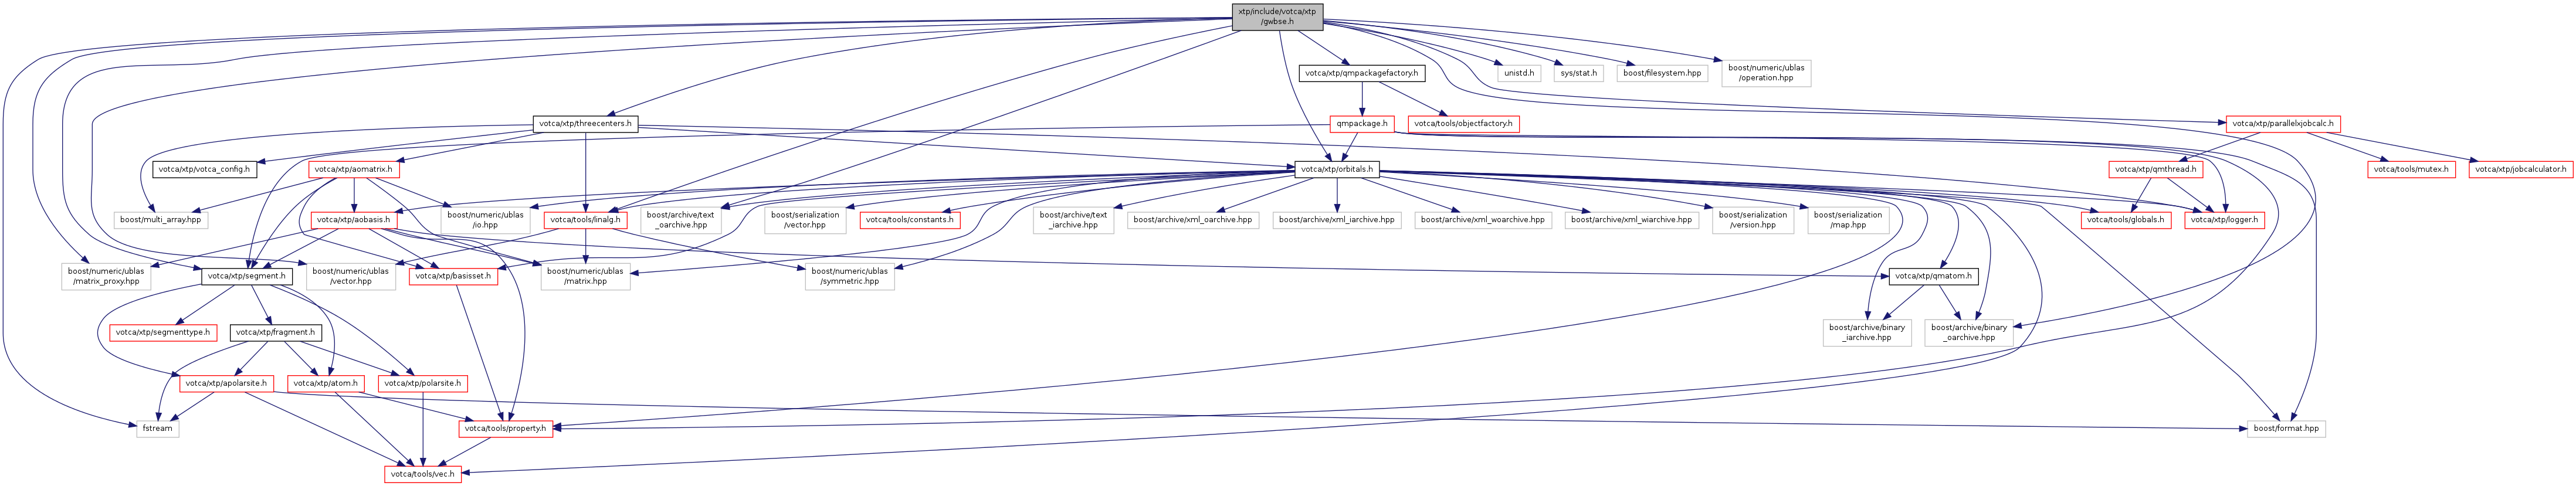 xtp/include/votca/xtp
/gwbse.h
votca/xtp/qmpackagefactory.h
unistd.h
sys/stat.h
boost/filesystem.hpp
boost/numeric/ublas
/operation.hpp
votca/xtp/threecenters.h
qmpackage.h
votca/tools/objectfactory.h
votca/xtp/parallelxjobcalc.h
votca/xtp/votca_config.h
votca/xtp/aomatrix.h
votca/xtp/orbitals.h
votca/xtp/qmthread.h
votca/tools/mutex.h
votca/xtp/jobcalculator.h
boost/multi_array.hpp
votca/xtp/aobasis.h
boost/numeric/ublas
/io.hpp
votca/tools/linalg.h
boost/archive/text
_oarchive.hpp
boost/serialization
/vector.hpp
votca/tools/constants.h
boost/archive/text
_iarchive.hpp
boost/archive/xml_oarchive.hpp
boost/archive/xml_iarchive.hpp
boost/archive/xml_woarchive.hpp
boost/archive/xml_wiarchive.hpp
boost/serialization
/version.hpp
boost/serialization
/map.hpp
votca/tools/globals.h
votca/xtp/logger.h
boost/numeric/ublas
/matrix_proxy.hpp
votca/xtp/segment.h
boost/numeric/ublas
/vector.hpp
votca/xtp/basisset.h
boost/numeric/ublas
/matrix.hpp
boost/numeric/ublas
/symmetric.hpp
votca/xtp/qmatom.h
votca/xtp/segmenttype.h
votca/xtp/fragment.h
boost/archive/binary
_iarchive.hpp
boost/archive/binary
_oarchive.hpp
votca/xtp/apolarsite.h
votca/xtp/atom.h
votca/xtp/polarsite.h
fstream
votca/tools/property.h
boost/format.hpp
votca/tools/vec.h